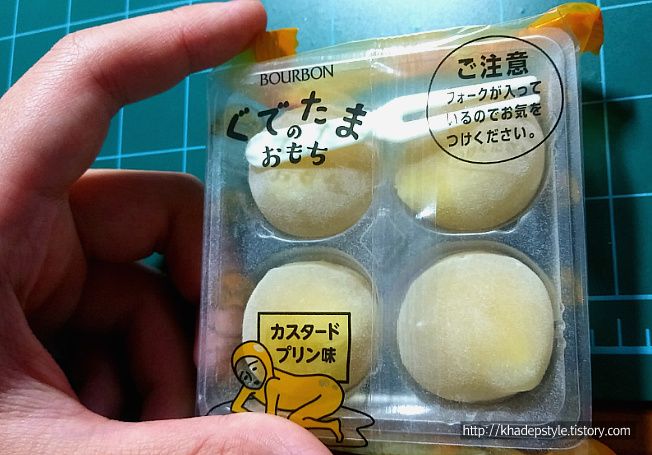 BOURBON
ぐでのたま
おもち
ご注意
フォークが入って
いるのでお気を
つけください。
カスタード
プリン味
http://khadepstyle.tistory.com